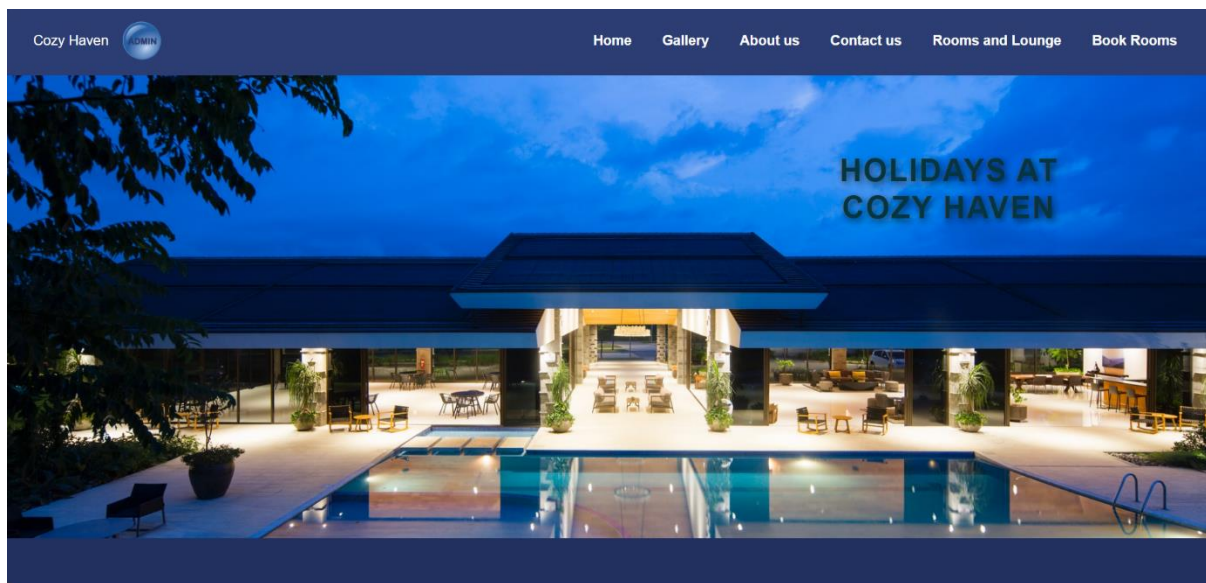 Cozy Haven ADMIN Home Gallery About us Contact us Rooms and Lounge Book Rooms
HOLIDAYS AT
COZY HAVEN